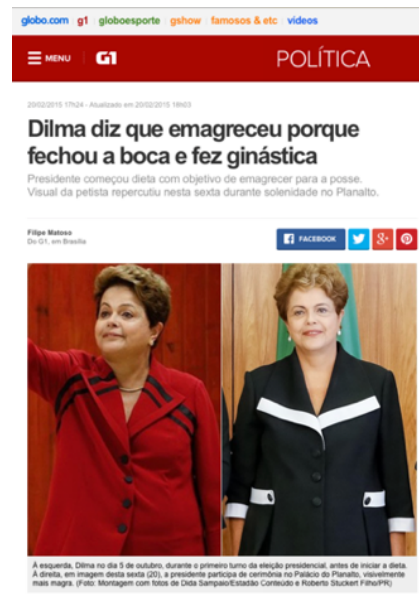 globo.com g1 globoesporte gshow famosos & etc vídeos
MENU G1 POLÍTICA
20/02/2015 17h24 - Atualizado em 20/02/2015 18h03
Dilma diz que emagreceu porque
fechou a boca e fez ginástica
Presidente começou dieta com objetivo de emagrecer para a posse.
Visual da petista repercutiu nesta sexta durante solenidade no Planalto.
Filipe Matoso
Do G1, em Brasília
FACEBOOK
À esquerda, Dilma no dia 5 de outubro, durante o primeiro turno da eleição presidencial, antes de iniciar a dieta.
À direita, em imagem desta sexta (20), a presidente participa de cerimônia no Palácio do Planalto, visivelmente
mais magra. (Foto: Montagem com fotos de Dida Sampaio/Estadão Conteúdo e Roberto Stuckert Filho/PR)